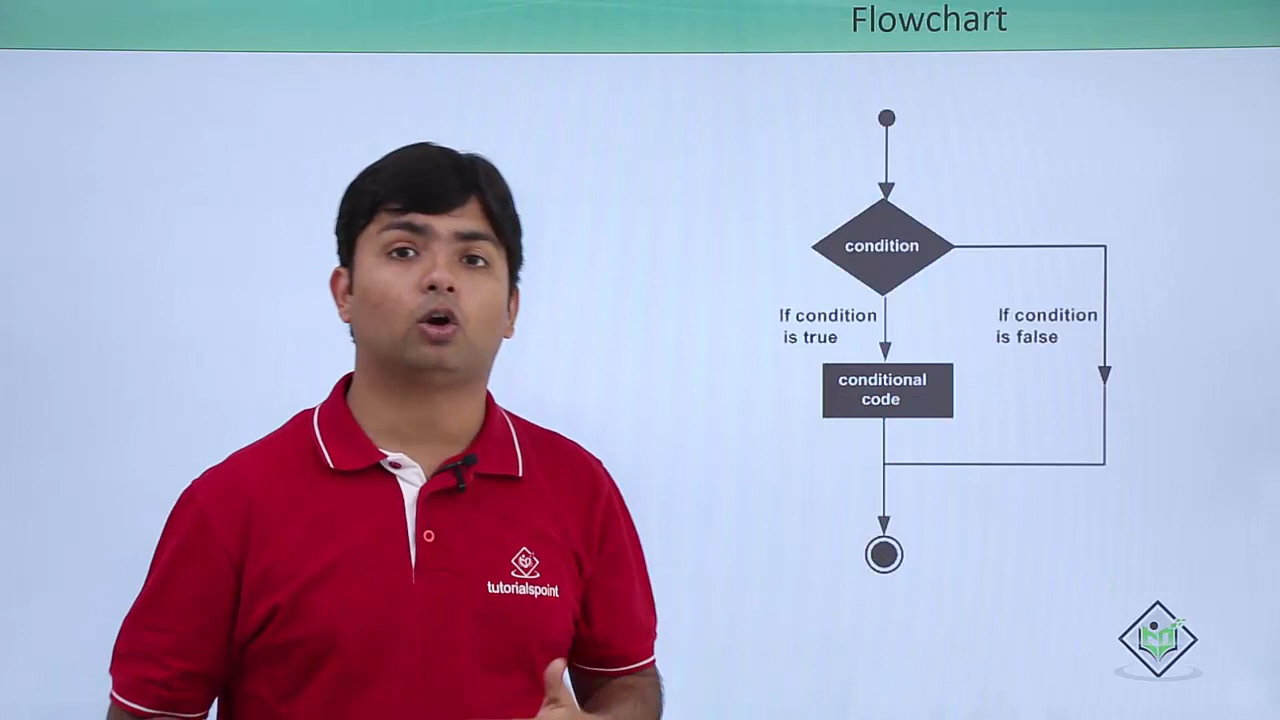 Flowchart
condition
If condition
is true
If condition
is false
conditional
code
tutorialspoint